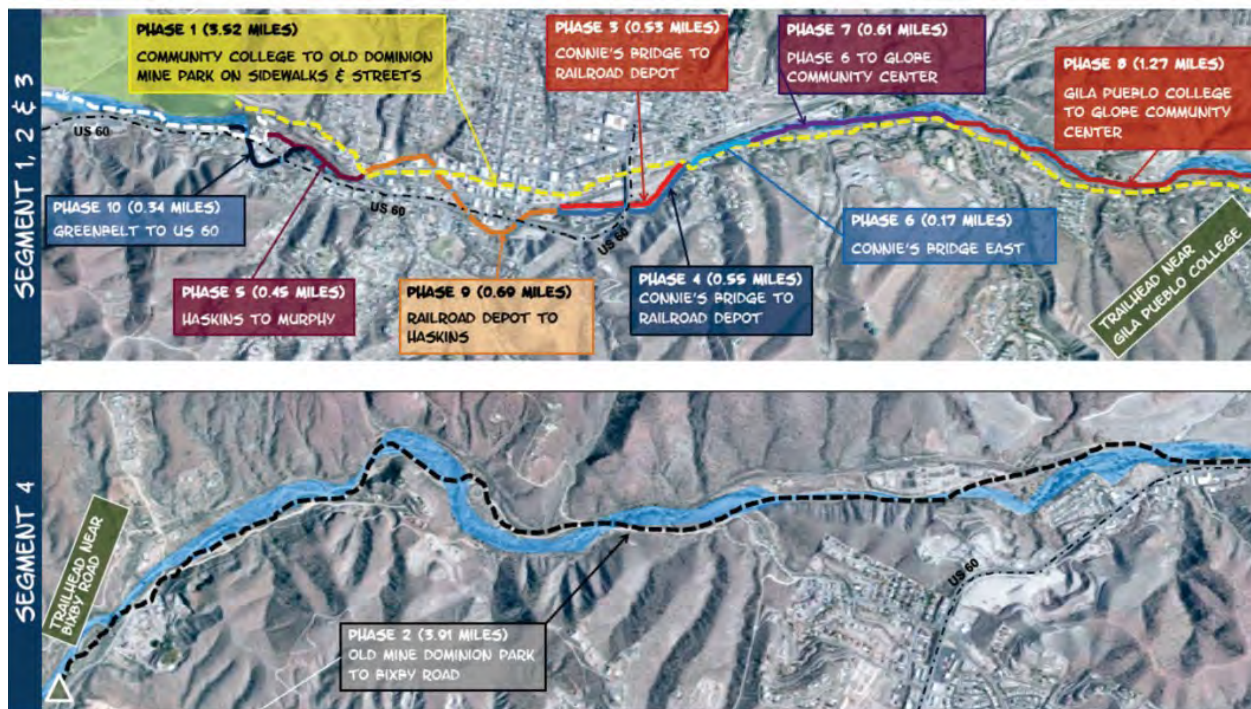 SEGMENT 1, 2 & 3
PHASE 1 (3.52 MILES)
COMMUNITY COLLEGE TO OLD DOMINION
MINE PARK ON SIDEWALKS & STREETS
PHASE 3 (0.53 MILES)
CONNIE'S BRIDGE TO
RAILROAD DEPOT
PHASE 7 (0.61 MILES)
PHASE 6 TO GLOBE
COMMUNITY CENTER
PHASE 8 (1.27 MILES)
GILA PUEBLO COLLEGE
TO GLOBE COMMUNITY
CENTER
US 60
US 60
US 60
PHASE 10 (0.34 MILES)
GREENBELT TO US 60
PHASE 5 (0.45 MILES)
HASKINS TO MURPHY
PHASE 9 (0.69 MILES)
RAILROAD DEPOT TO
HASKINS
PHASE 4 (0.55 MILES)
CONNIE'S BRIDGE TO
RAILROAD DEPOT
PHASE 6 (0.17 MILES)
CONNIE'S BRIDGE EAST
TRAILHEAD NEAR
GILA PUEBLO COLLEGE
SEGMENT 4
TRAILHEAD NEAR
BIXBY ROAD
PHASE 2 (3.91 MILES)
OLD MINE DOMINION PARK
TO BIXBY ROAD
US 60